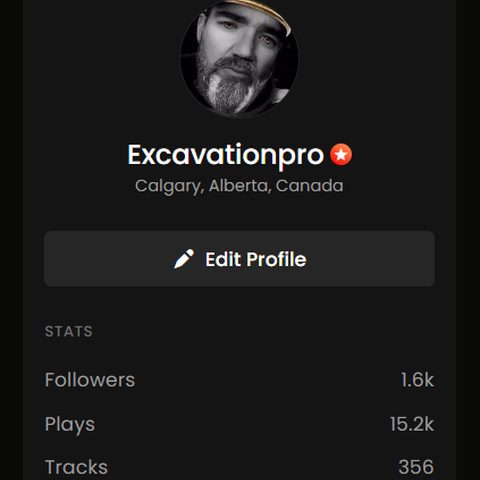 Excavationpro
Calgary, Alberta, Canada
Edit Profile
STATS
Followers 1.6k
Plays 15.2k
Tracks 356